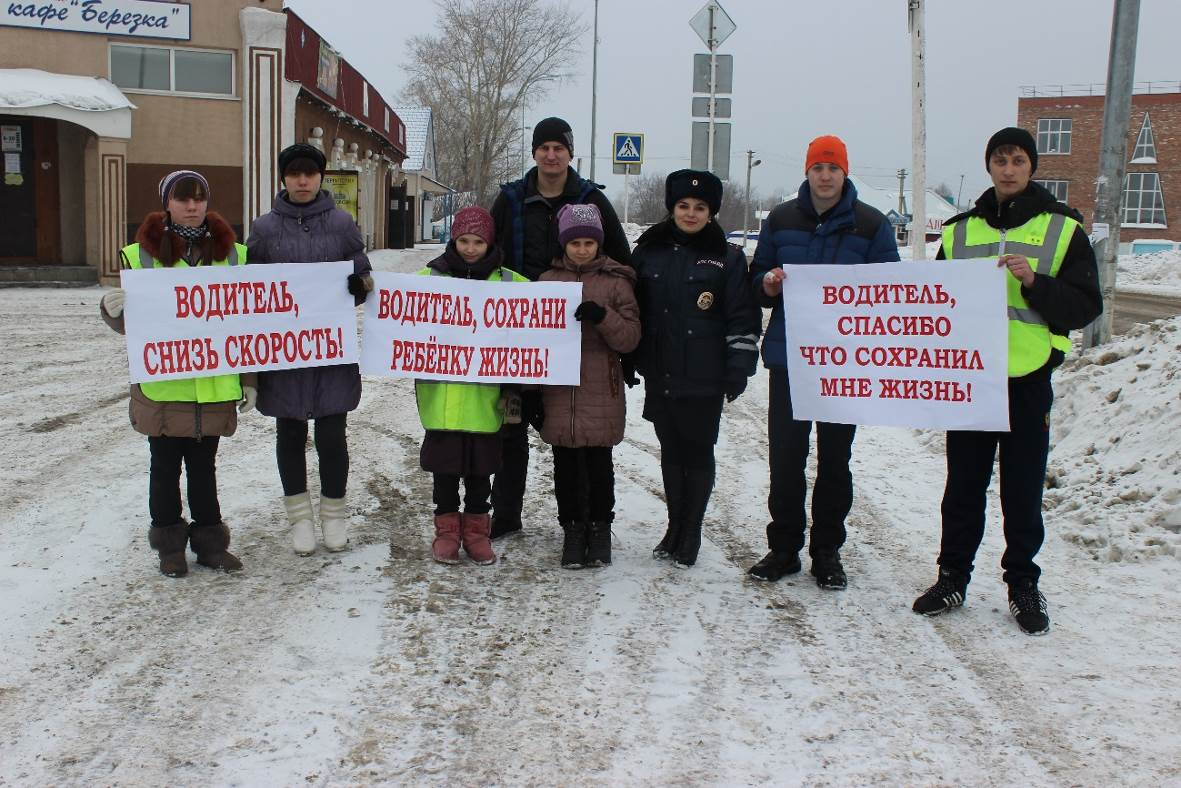 кафе "Березка"
ВОДИТЕЛЬ,
СНИЗЬ СКОРОСТЬ!
ВОДИТЕЛЬ, СОХРАНИ
РЕБЁНКУ ЖИЗНЬ!
ВОДИТЕЛЬ,
СПАСИБО
ЧТО СОХРАНИЛ
МНЕ ЖИЗНЬ!